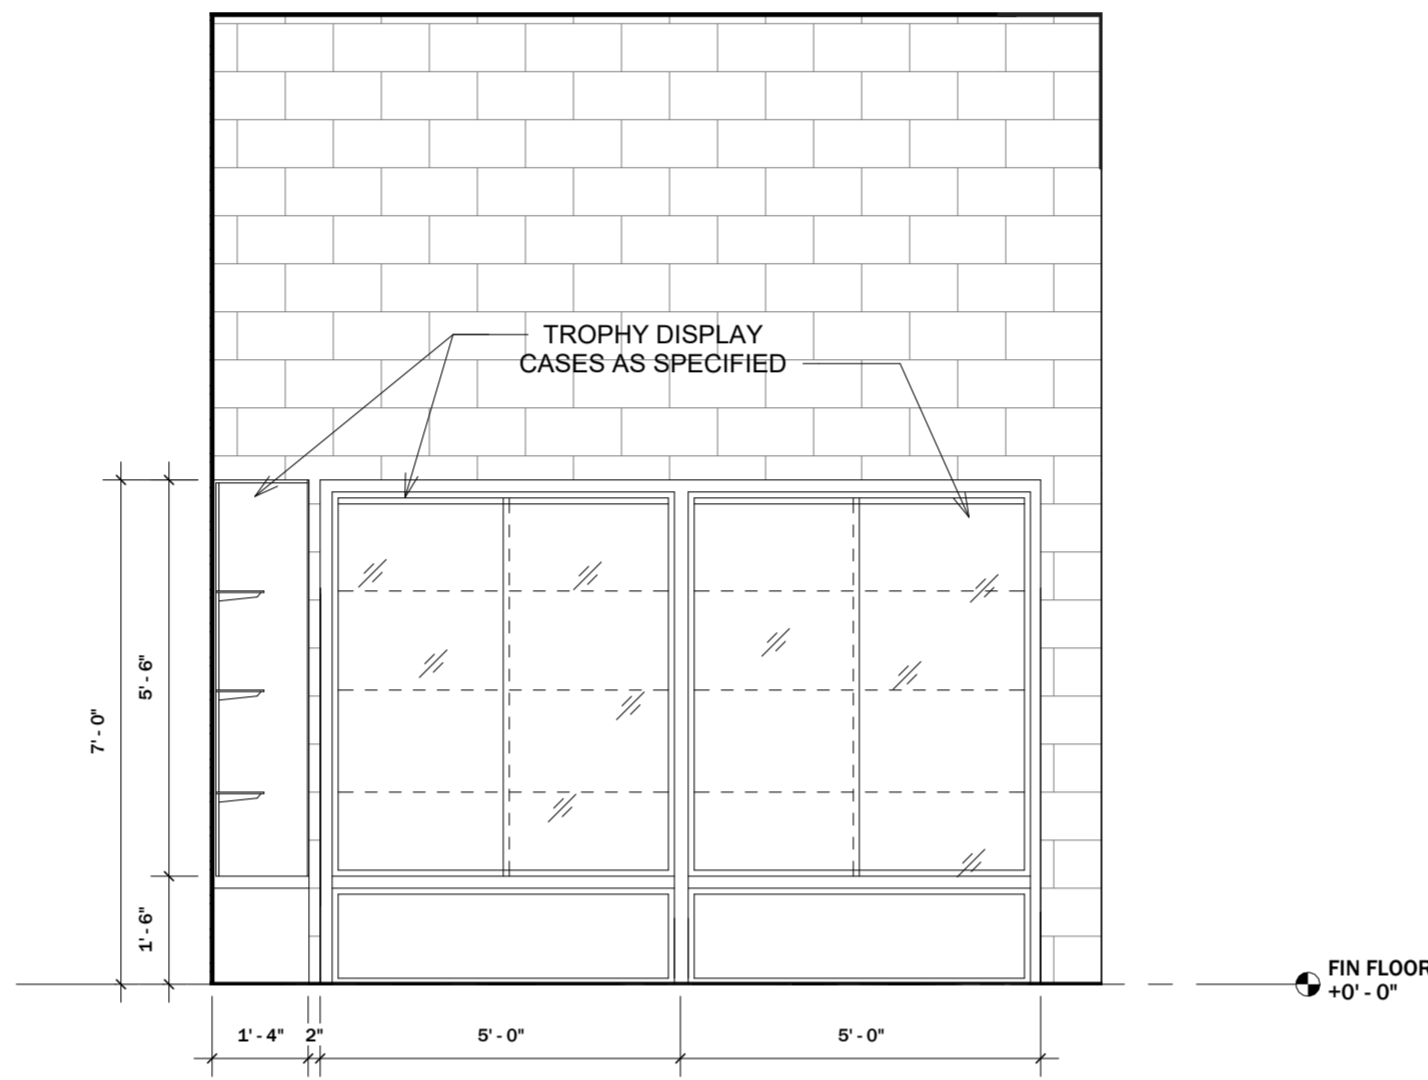 TROPHY DISPLAY
CASES AS SPECIFIED
5' - 6"
7' - 0"
1' - 6"
FIN FLOOR
+0' - 0"
1' - 4" 2" 5' - 0" 5' - 0"